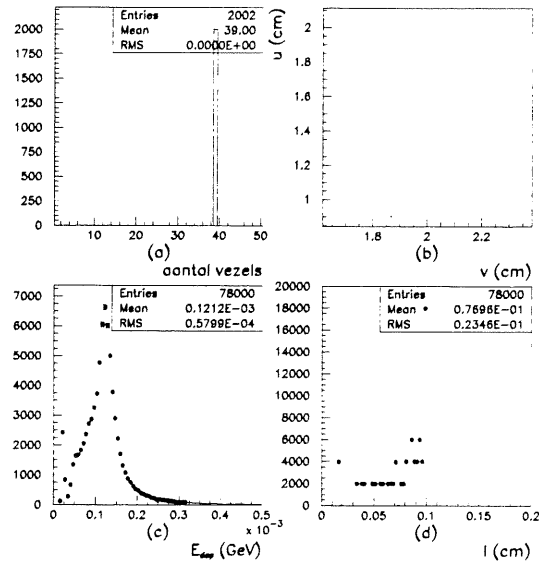 Entries 2002
Mean 39.00
RMS 0.0000E+00
2000
1750
1500
1250
1000
750
500
250
0
10 20 30 40 50
(a)
aantal vezels
u (cm)
2
1.8
1.6
1.4
1.2
1
1.8 2 2.2
(b)
v (cm)
Entries 78000
Mean 0.1212E-03
RMS 0.5799E-04
7000
6000
5000
4000
3000
2000
1000
0
0 0.1 0.2 0.3 0.4 0.5
x 10⁻³
(c)
E_dep (GeV)
Entries 78000
Mean 0.7696E-01
RMS 0.2346E-01
20000
18000
16000
14000
12000
10000
8000
6000
4000
2000
0
0 0.05 0.1 0.15 0.2
(d)
l (cm)